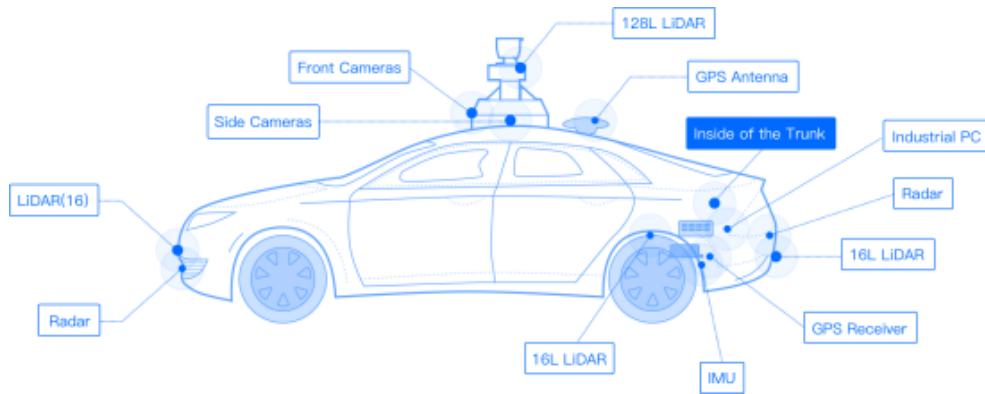 128L LiDAR
Front Cameras
GPS Antenna
Side Cameras
Inside of the Trunk
Industrial PC
LiDAR(16)
Radar
16L LiDAR
Radar
GPS Receiver
16L LiDAR
IMU